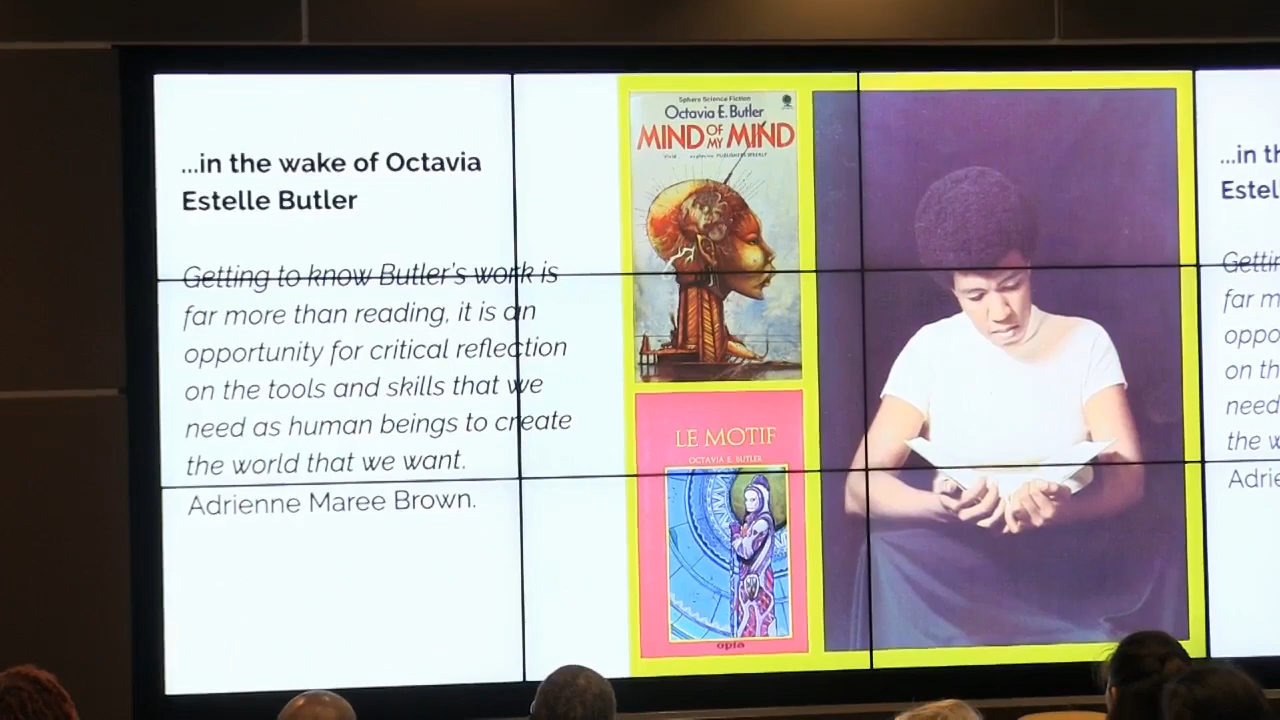 ...in the wake of Octavia
Estelle Butler
Getting to know Butler's work is
far more than reading, it is an
opportunity for critical reflection
on the tools and skills that we
need as human beings to create
the world that we want.
Adrienne Maree Brown.
Sphere Science Fiction
Octavia E. Butler
MIND OF MY MIND
PUBLISHERS WEEKLY
LE MOTIF
OCTAVIA E. BUTLER
opta
...in th
Estel
Gettin
far m
oppo
on th
need
the w
Adrie